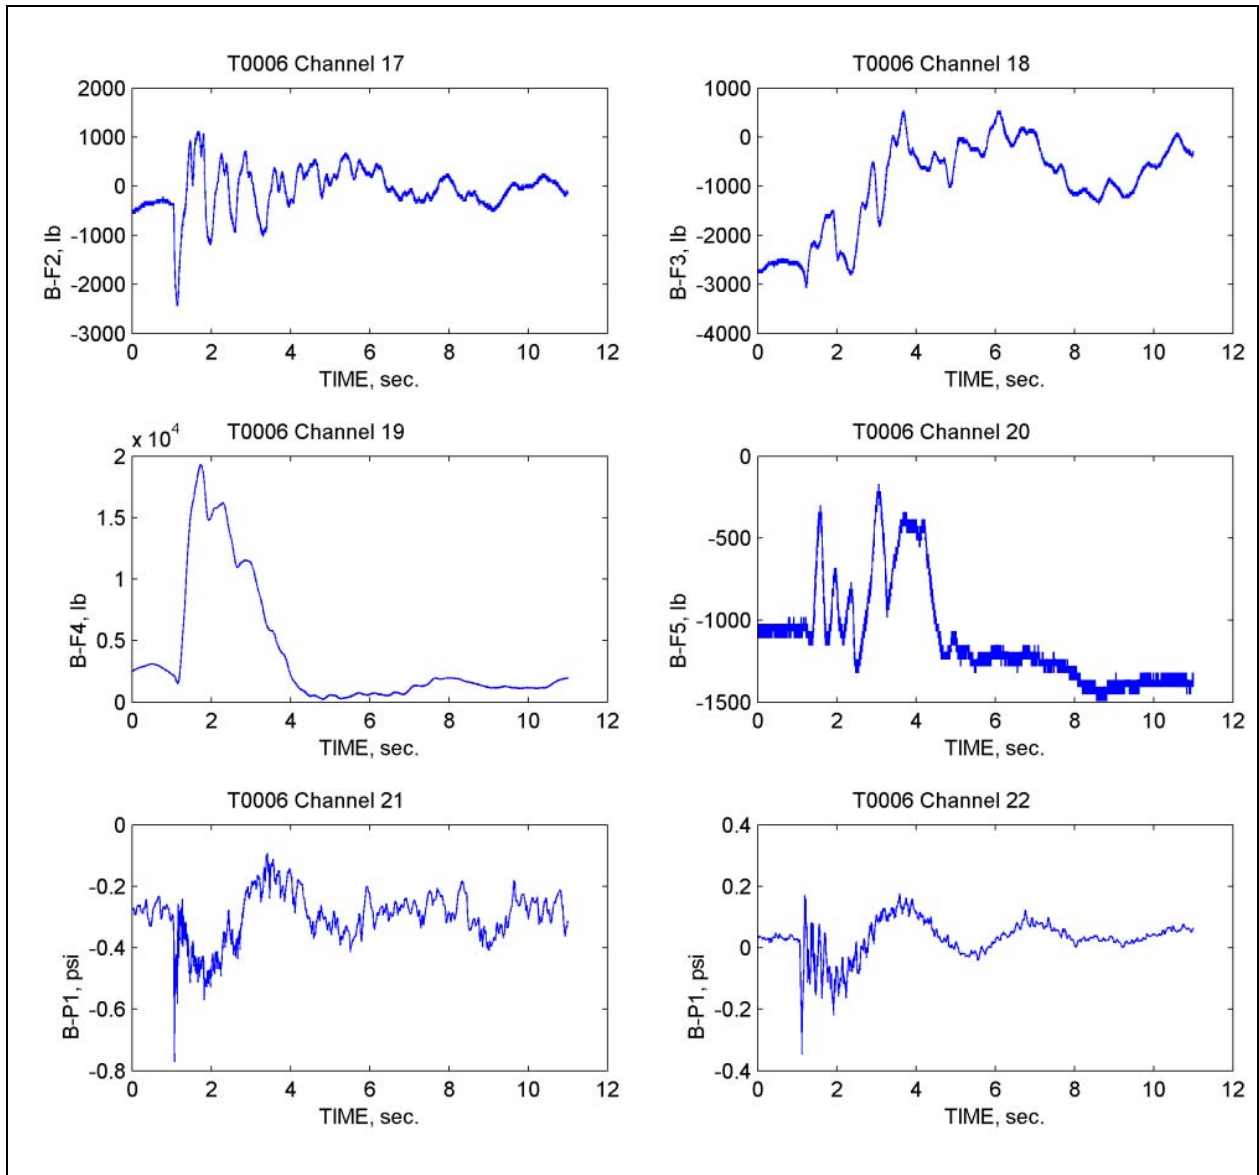 T0006 Channel 17
2000
1000
0
-1000
-2000
-3000
B-F2, lb
0 2 4 6 8 10 12
TIME, sec.
T0006 Channel 18
1000
0
-1000
-2000
-3000
-4000
B-F3, lb
0 2 4 6 8 10 12
TIME, sec.
T0006 Channel 19
x 10^4
2
1.5
1
0.5
0
B-F4, lb
0 2 4 6 8 10 12
TIME, sec.
T0006 Channel 20
0
-500
-1000
-1500
B-F5, lb
0 2 4 6 8 10 12
TIME, sec.
T0006 Channel 21
0
-0.2
-0.4
-0.6
-0.8
B-P1, psi
0 2 4 6 8 10 12
TIME, sec.
T0006 Channel 22
0.4
0.2
0
-0.2
-0.4
B-P1, psi
0 2 4 6 8 10 12
TIME, sec.